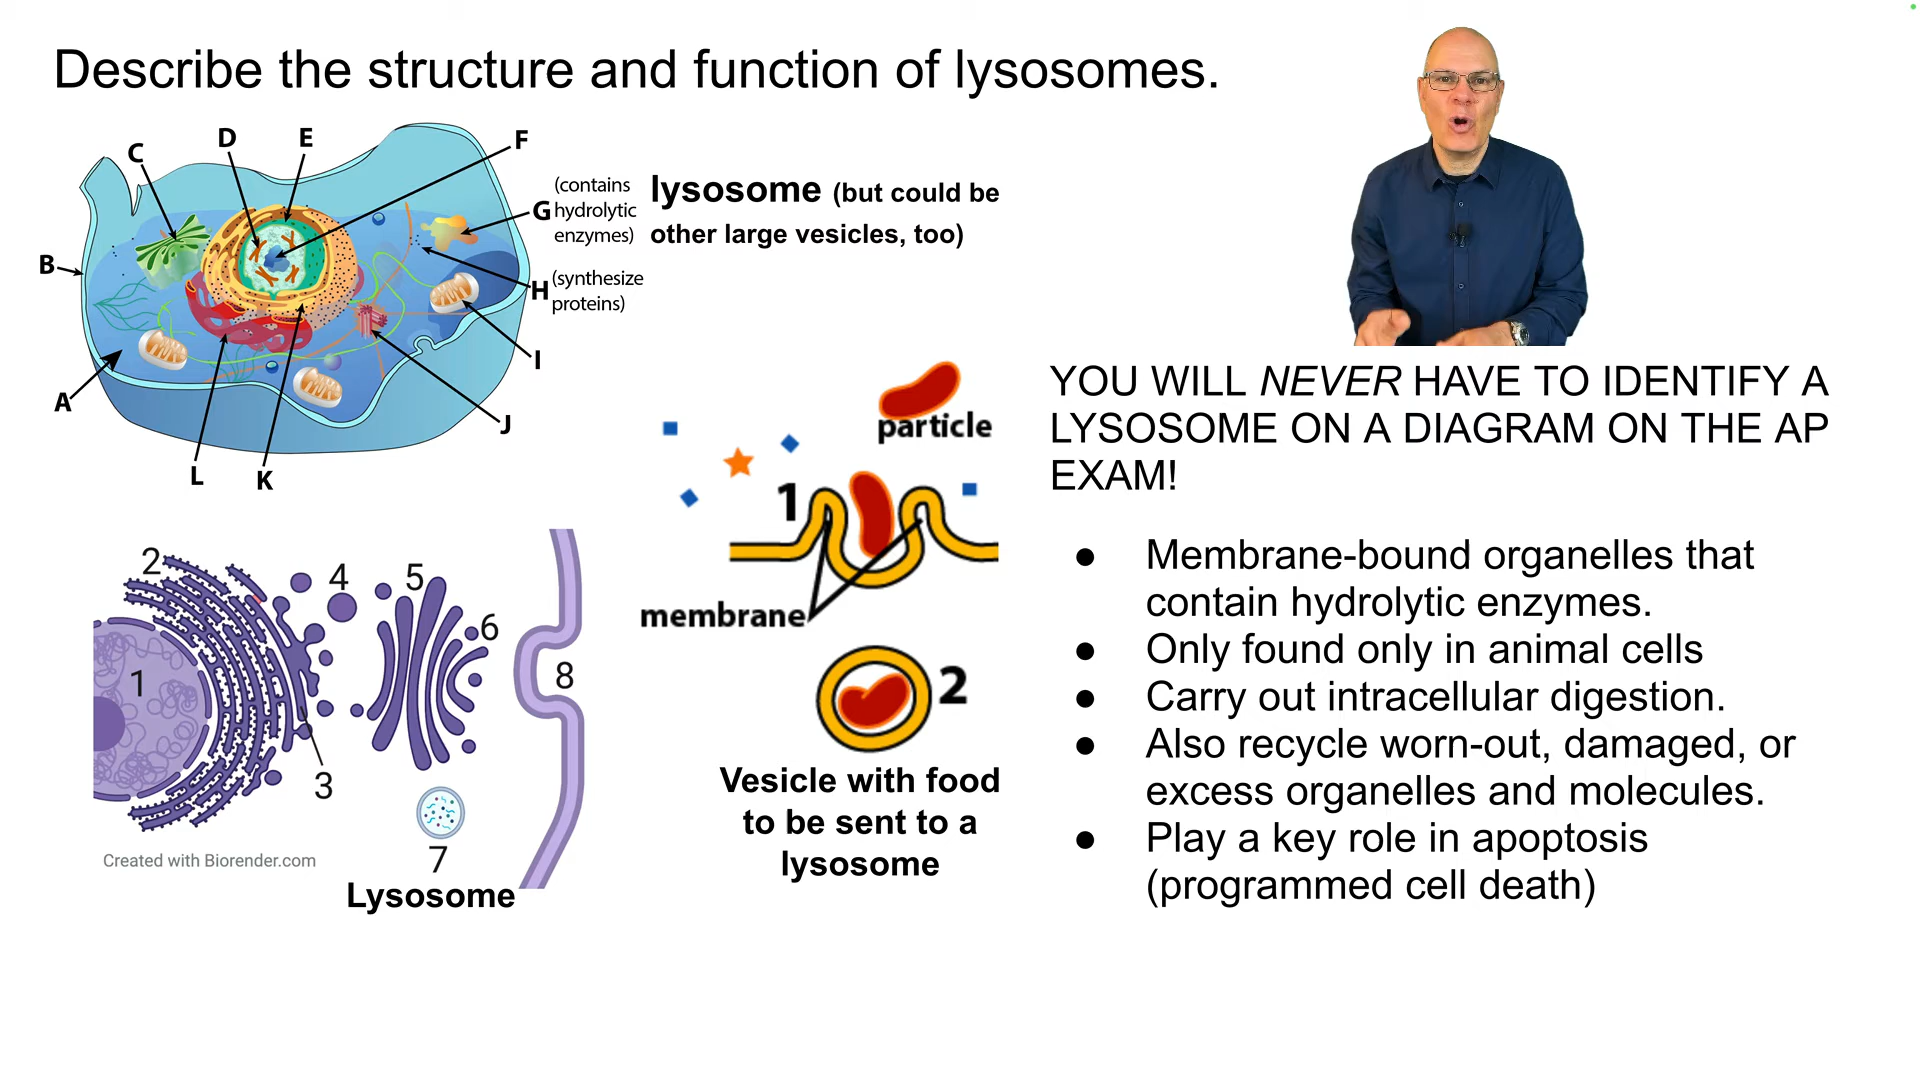 Describe the structure and function of lysosomes.
C
D
E
F
(contains
G hydrolytic
enzymes)
lysosome (but could be
other large vesicles, too)
B
H (synthesize
proteins)
I
A
J
L
K
particle
1
membrane
2
Vesicle with food
to be sent to a
lysosome
YOU WILL NEVER HAVE TO IDENTIFY A
LYSOSOME ON A DIAGRAM ON THE AP
EXAM!
● Membrane-bound organelles that
contain hydrolytic enzymes.
● Only found only in animal cells
● Carry out intracellular digestion.
● Also recycle worn-out, damaged, or
excess organelles and molecules.
● Play a key role in apoptosis
(programmed cell death)
2
4
5
6
1
8
3
7
Created with Biorender.com
Lysosome